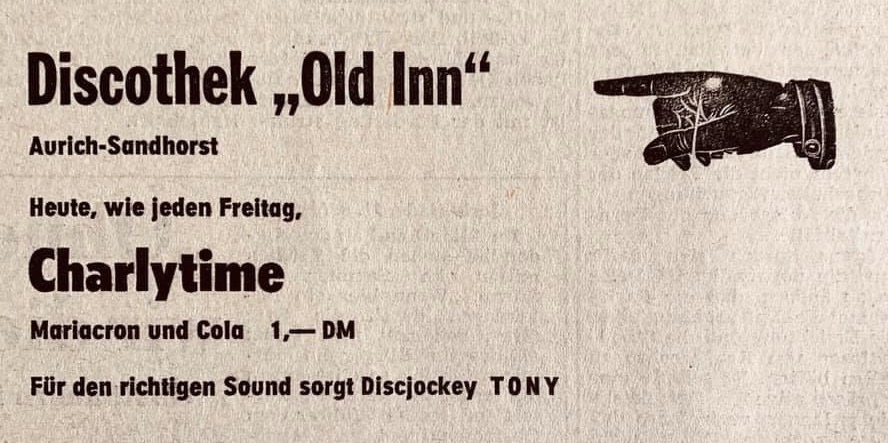 Discothek „Old Inn“
Aurich-Sandhorst
Heute, wie jeden Freitag,
Charlytime
Mariacron und Cola 1,— DM
Für den richtigen Sound sorgt Discjockey TONY